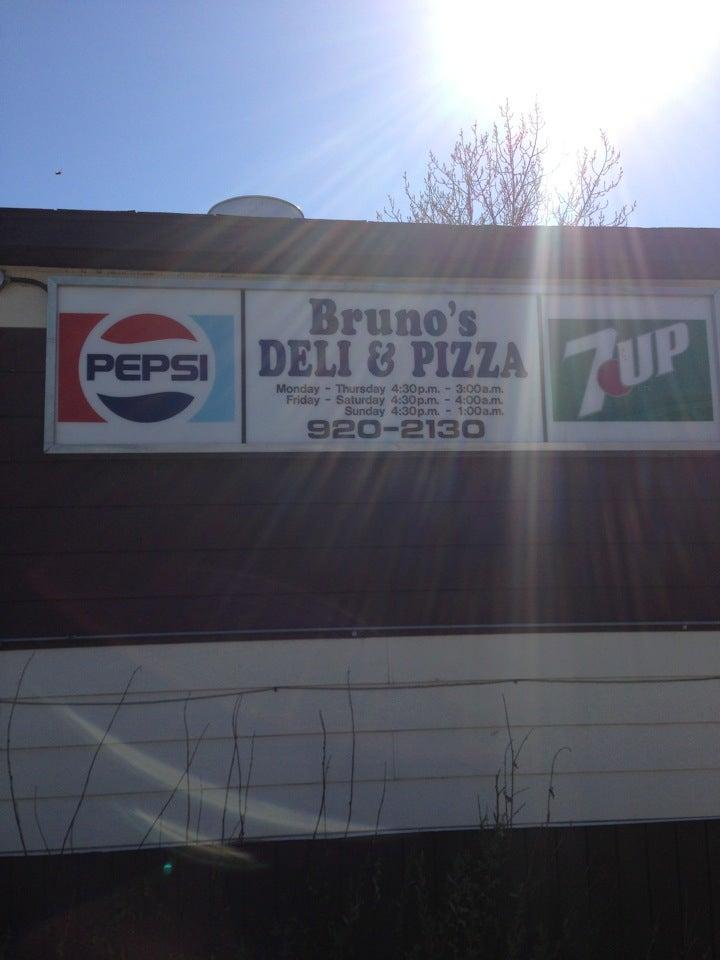 PEPSI
Bruno's
DELI & PIZZA
Monday - Thursday 4:30p.m. - 3:00a.m.
Friday - Saturday 4:30p.m. - 4:00a.m.
Sunday 4:30p.m. - 1:00a.m.
920-2130
7UP